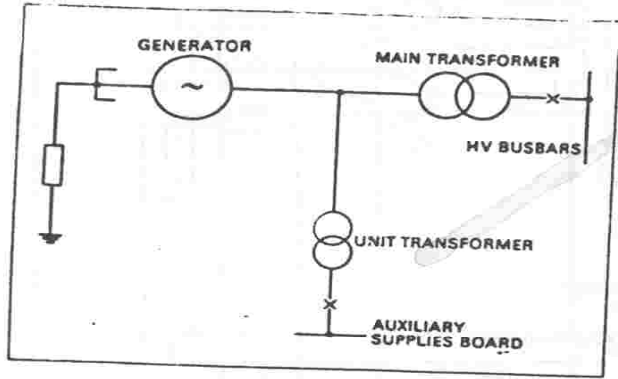 GENERATOR
MAIN TRANSFORMER
~
HV BUSBARS
UNIT TRANSFORMER
AUXILIARY
SUPPLIES BOARD